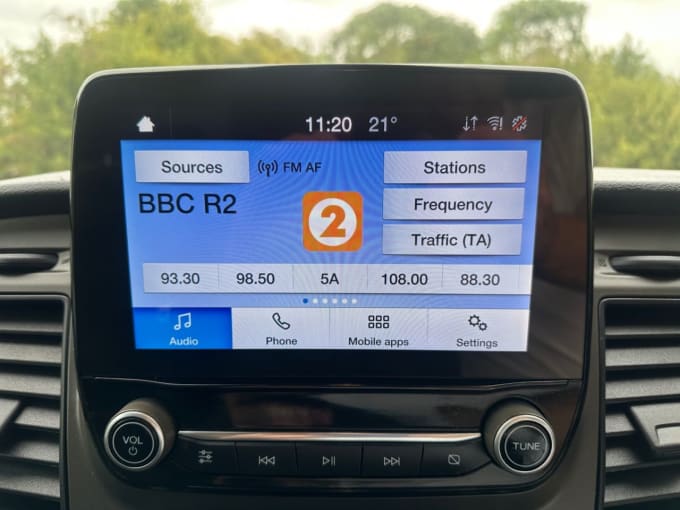 11:20 21°
Sources FM AF Stations
BBC R2 2 Frequency
Traffic (TA)
93.30 98.50 5A 108.00 88.30
Audio Phone Mobile apps Settings
VOL TUNE